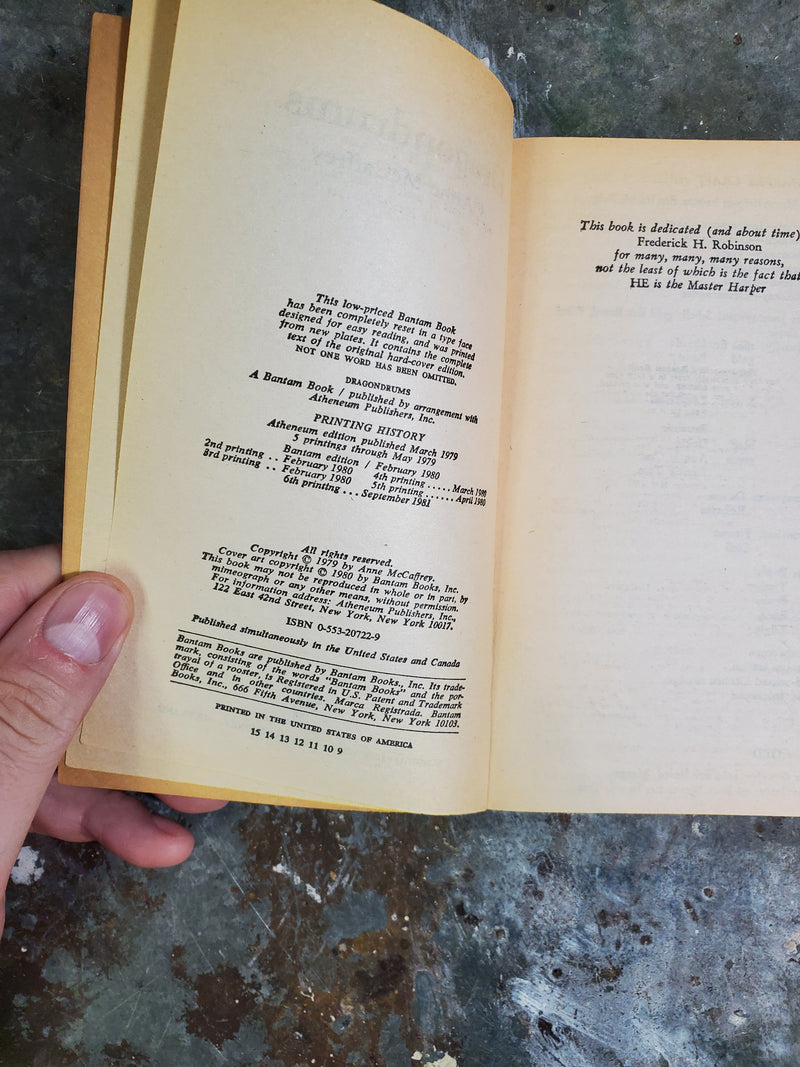 This low-priced Bantam Book
has been completely reset in a type face
designed for easy reading, and was printed
from new plates. It contains the complete
text of the original hard-cover edition.
NOT ONE WORD HAS BEEN OMITTED.
DRAGONDRUMS
A Bantam Book / published by arrangement with
Atheneum Publishers, Inc.
PRINTING HISTORY
Atheneum edition published March 1979
5 printings through May 1979
Bantam edition / February 1980
2nd printing .. February 1980 4th printing ..... March 1980
3rd printing .. February 1980 5th printing ...... April 1980
6th printing ... September 1981
All rights reserved.
Copyright © 1979 by Anne McCaffrey.
Cover art copyright © 1980 by Bantam Books, Inc.
This book may not be reproduced in whole or in part, by
mimeograph or any other means, without permission.
For information address: Atheneum Publishers, Inc.,
122 East 42nd Street, New York, New York 10017.
ISBN 0-553-20722-9
Published simultaneously in the United States and Canada
Bantam Books are published by Bantam Books., Inc. Its trade-
mark, consisting of the words "Bantam Books" and the por-
trayal of a rooster, is Registered in U.S. Patent and Trademark
Office and in other countries. Marca Registrada. Bantam
Books, Inc., 666 Fifth Avenue, New York, New York 10103.
PRINTED IN THE UNITED STATES OF AMERICA
15 14 13 12 11 10 9
This book is dedicated (and about time)
Frederick H. Robinson
for many, many, many reasons,
not the least of which is the fact that
HE is the Master Harper